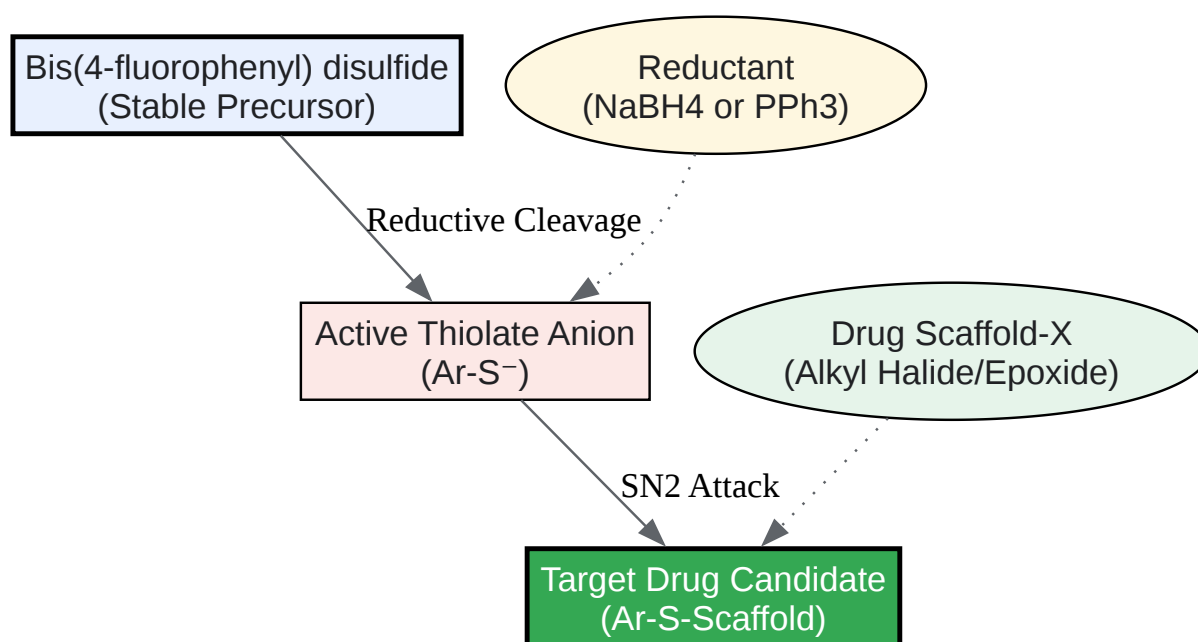 Bis(4-fluorophenyl) disulfide
(Stable Precursor)
Reductant
(NaBH4 or PPh3)
Reductive Cleavage
Active Thiolate Anion
(Ar-S⁻)
Drug Scaffold-X
(Alkyl Halide/Epoxide)
SN2 Attack
Target Drug Candidate
(Ar-S-Scaffold)